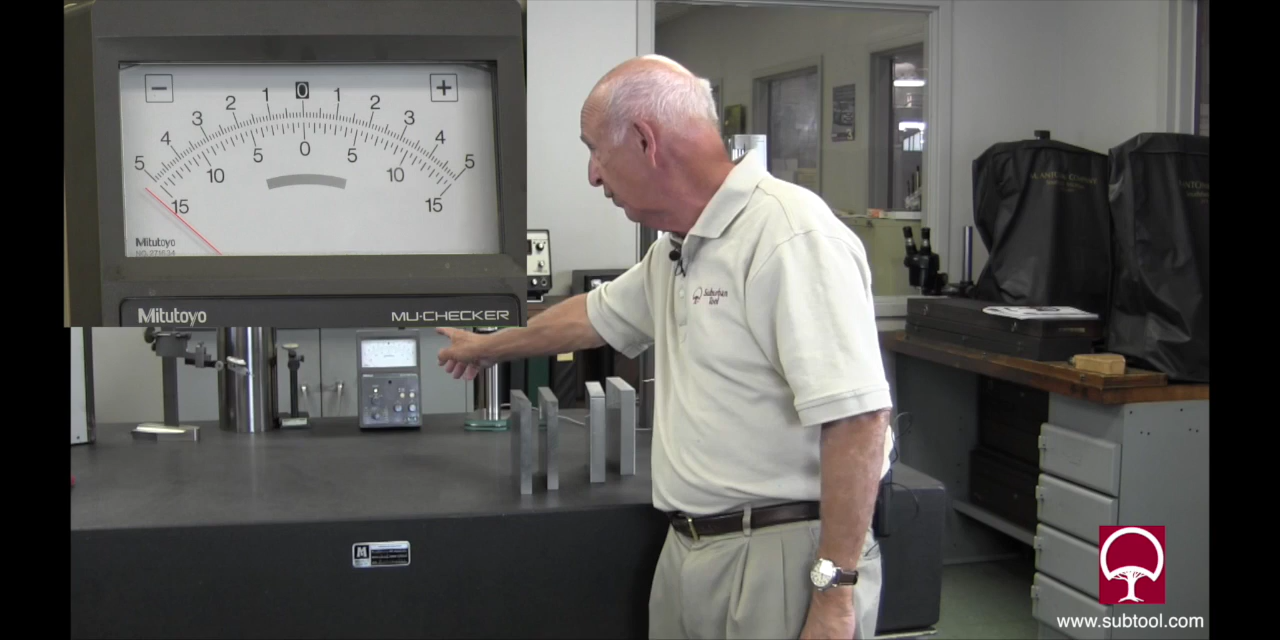 − 0 +
3 2 1 1 2 3
4 4
5 5 0 5 5
10 10
15 15
Mitutoyo
Mitutoyo MU-CHECKER
Suburban
Tool
M
www.subtool.com